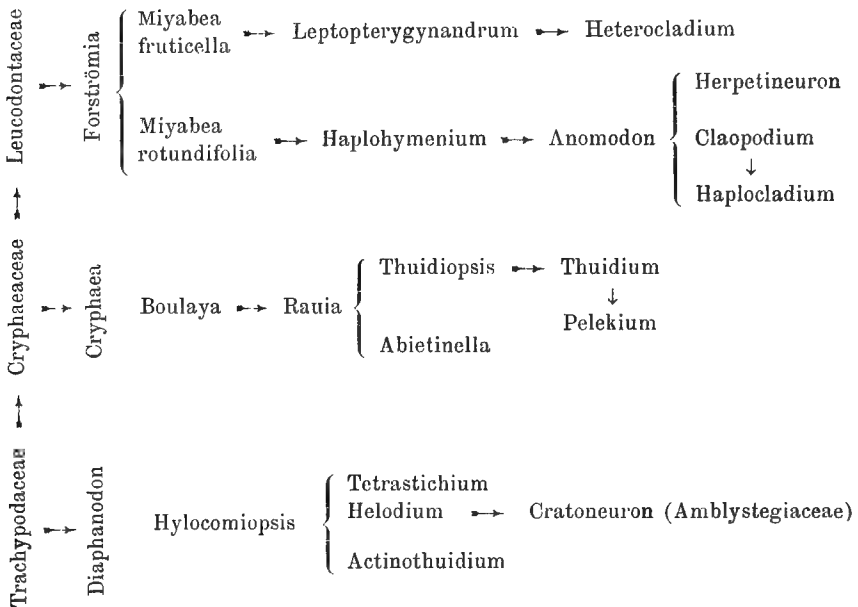 Leucodontaceae
Forströmia
Miyabea
fruticella
Leptopterygynandrum
Heterocladium
Miyabea
rotundifolia
Haplohymenium
Anomodon
Herpetineuron
Claopodium
↓
Haplocladium
Cryphaeaceae
Cryphaea
Boulaya
Rauia
Thuidiopsis
Thuidium
↓
Pelekium
Abietinella
Trachypodaceae
Diaphanodon
Hylocomiopsis
Tetrastichium
Helodium
Cratoneuron (Amblystegiaceae)
Actinothuidium